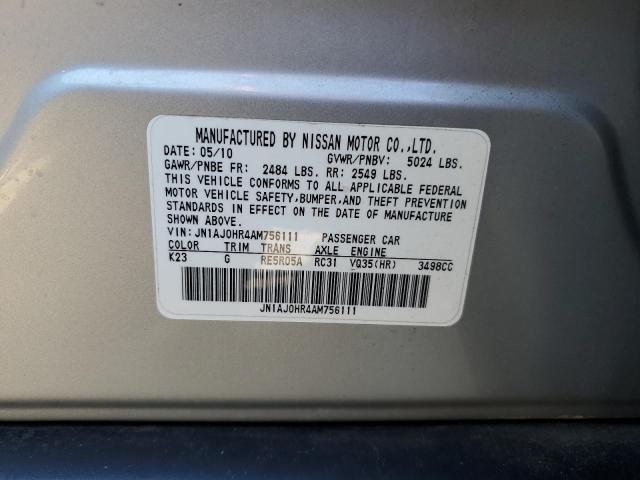 MANUFACTURED BY NISSAN MOTOR CO.,LTD.
DATE: 05/10 GVWR/PNBV: 5024 LBS.
GAWR/PNBE FR: 2484 LBS. RR: 2549 LBS.
THIS VEHICLE CONFORMS TO ALL APPLICABLE FEDERAL
MOTOR VEHICLE SAFETY,BUMPER,AND THEFT PREVENTION
STANDARDS IN EFFECT ON THE DATE OF MANUFACTURE
SHOWN ABOVE.
VIN:JN1AJ0HR4AM756111 PASSENGER CAR
COLOR TRIM TRANS AXLE ENGINE
K23 G RE5R05A RC31 VQ35(HR) 3498CC
JN1AJ0HR4AM756111